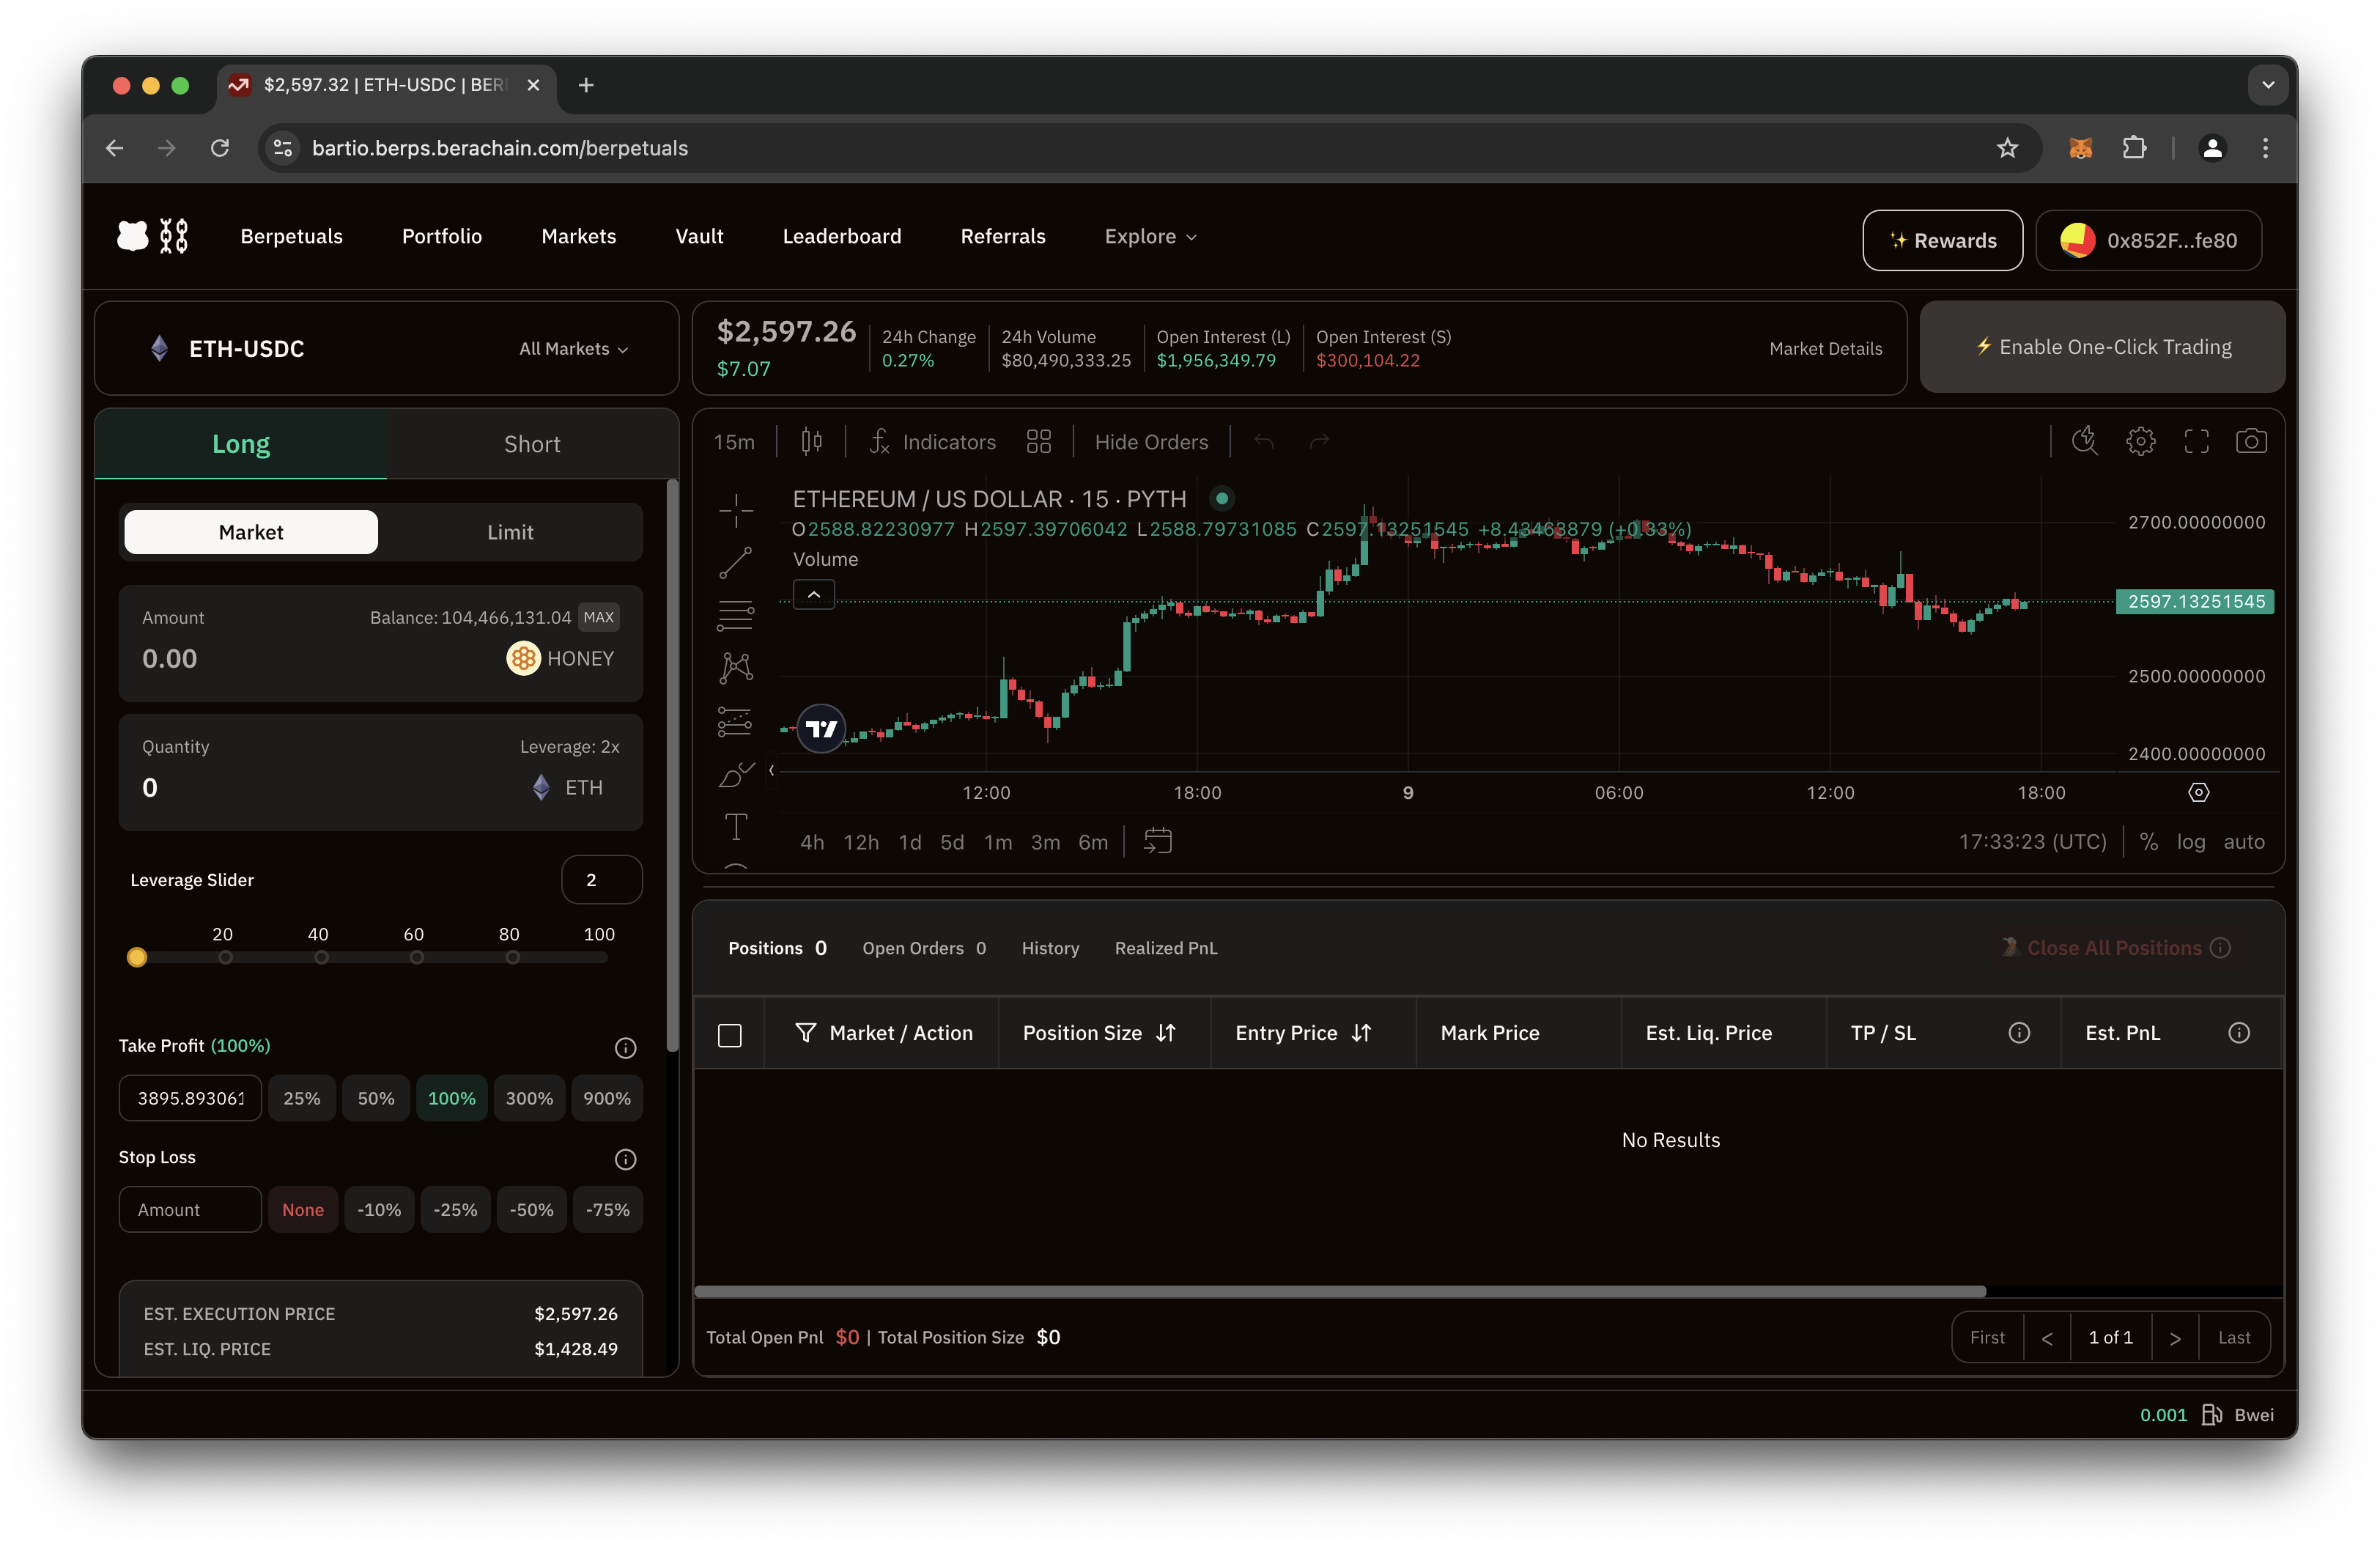 $2,597.32 | ETH-USDC | BER
bartio.berps.berachain.com/berpetuals
Berpetuals Portfolio Markets Vault Leaderboard Referrals Explore
✨ Rewards
0x852F...fe80
ETH-USDC All Markets
$2,597.26
$7.07
24h Change
0.27%
24h Volume
$80,490,333.25
Open Interest (L)
$1,956,349.79
Open Interest (S)
$300,104.22
Market Details
⚡ Enable One-Click Trading
Long Short
Market Limit
Amount Balance: 104,466,131.04 MAX
0.00 HONEY
Quantity Leverage: 2x
0 ETH
Leverage Slider 2
20 40 60 80 100
Take Profit (100%)
3895.893061 25% 50% 100% 300% 900%
Stop Loss
Amount None -10% -25% -50% -75%
EST. EXECUTION PRICE $2,597.26
EST. LIQ. PRICE $1,428.49
15m Indicators Hide Orders
ETHEREUM / US DOLLAR · 15 · PYTH
O2588.82230977 H2597.39706042 L2588.79731085 C2597.13251545 +8.43463879 (+0.33%)
Volume
2700.00000000
2597.13251545
2500.00000000
2400.00000000
12:00 18:00 9 06:00 12:00 18:00
4h 12h 1d 5d 1m 3m 6m 17:33:23 (UTC) % log auto
Positions 0 Open Orders 0 History Realized PnL Close All Positions
Market / Action Position Size Entry Price Mark Price Est. Liq. Price TP / SL Est. PnL
No Results
Total Open Pnl $0 | Total Position Size $0
First < 1 of 1 > Last
0.001 Bwei